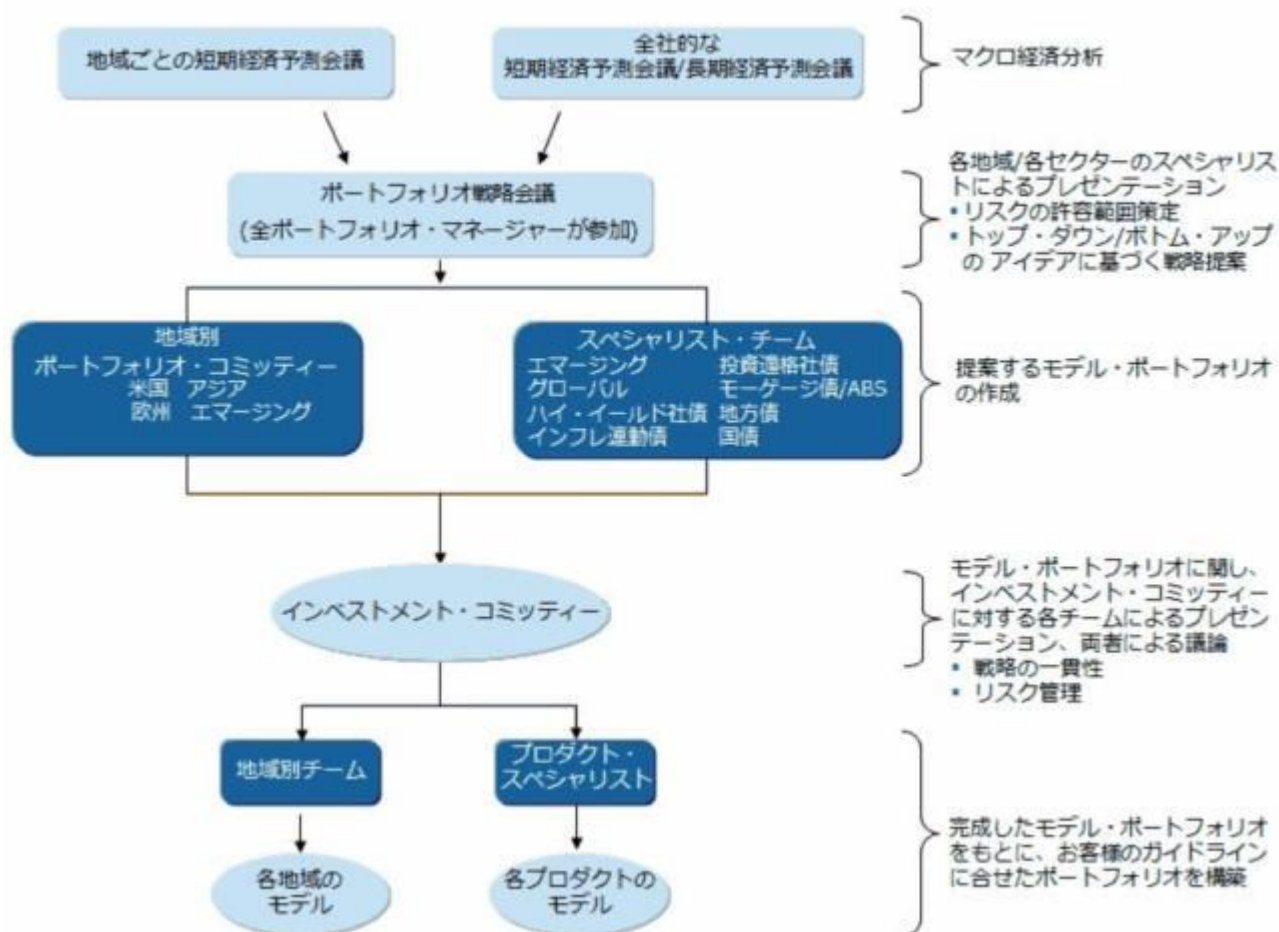 地域ごとの短期経済予測会議
全社的な
短期経済予測会議/長期経済予測会議
マクロ経済分析
ポートフォリオ戦略会議
(全ポートフォリオ・マネージャーが参加)
各地域/各セクターのスペシャリス
トによるプレゼンテーション
▪ リスクの許容範囲策定
▪ トップ・ダウン/ボトム・アップ
の アイデアに基づく戦略提案
地域別
ポートフォリオ・コミッティー
米国 アジア
欧州 エマージング
スペシャリスト・チーム
エマージング 投資適格社債
グローバル モーゲージ債/ABS
ハイ・イールド社債 地方債
インフレ連動債 国債
提案するモデル・ポートフォリオ
の作成
インベストメント・コミッティー
モデル・ポートフォリオに関し、
インベストメント・コミッティー
に対する各チームによるプレゼン
テーション、両者による議論
▪ 戦略の一貫性
▪ リスク管理
地域別チーム
プロダクト・
スペシャリスト
各地域の
モデル
各プロダクトの
モデル
完成したモデル・ポートフォリオ
をもとに、お客様のガイドライン
に合せたポートフォリオを構築